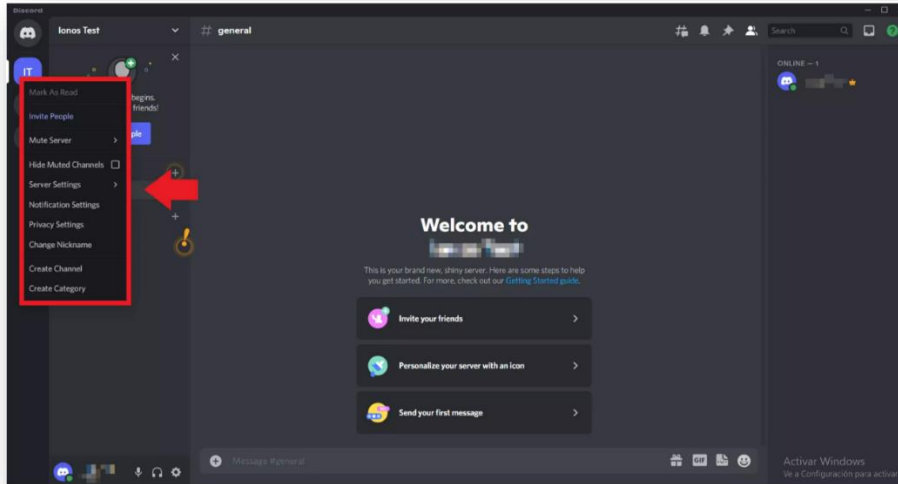 Discord
Ionos Test
general
Search
IT
begins.
friends!
ple
Mark As Read
Invite People
Mute Server
Hide Muted Channels
Server Settings
Notification Settings
Privacy Settings
Change Nickname
Create Channel
Create Category
Welcome to
This is your brand new, shiny server. Here are some steps to help
you get started. For more, check out our Getting Started guide.
Invite your friends
Personalize your server with an icon
Send your first message
Message #general
GIF
ONLINE — 1
Activar Windows
Ve a Configuración para activar